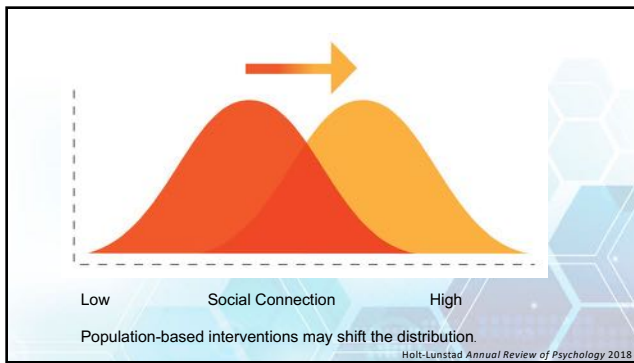 Low Social Connection High
Population-based interventions may shift the distribution.
Holt-Lunstad Annual Review of Psychology 2018